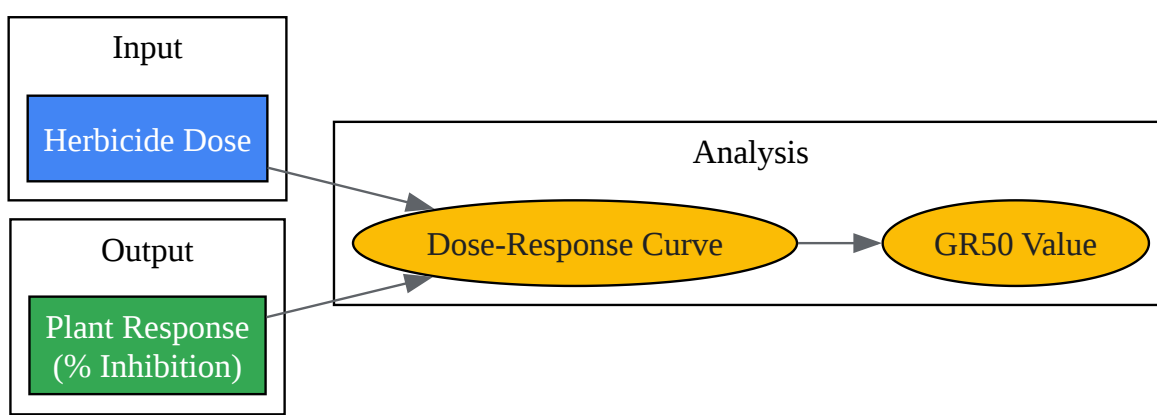 Input
Herbicide Dose
Output
Plant Response
(% Inhibition)
Analysis
Dose-Response Curve
GR50 Value